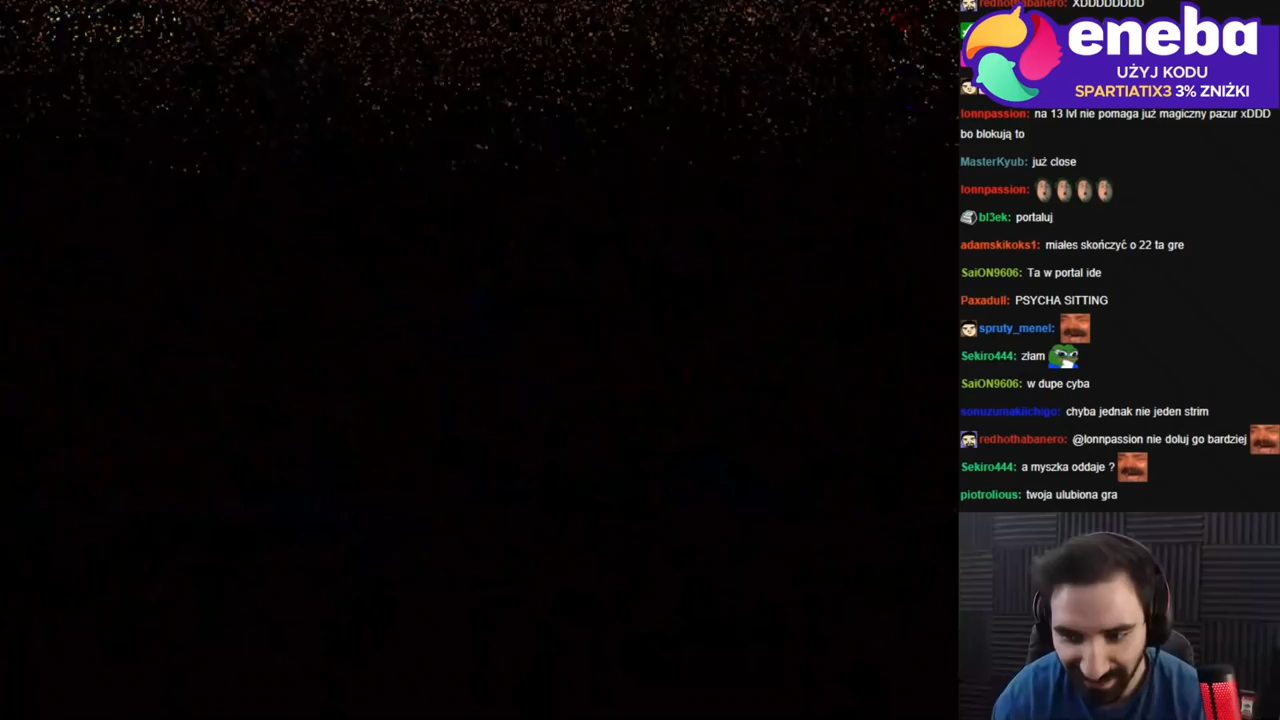 redhothabanero: XDDDDDDDD
eneba
UŻYJ KODU
SPARTIATIX3 3% ZNIŻKI
lonnpassion: na 13 lvl nie pomaga już magiczny pazur xDDD
bo blokują to
MasterKyub: już close
lonnpassion:
bl3ek: portaluj
adamskikoks1: miałes skończyć o 22 ta gre
SaiON9606: Ta w portal ide
Paxadull: PSYCHA SITTING
spruty_menel:
Sekiro444: złam
SaiON9606: w dupe cyba
sonuzumakiichigo: chyba jednak nie jeden strim
redhothabanero: @lonnpassion nie doluj go bardziej
Sekiro444: a myszka oddaje ?
piotrolious: twoja ulubiona gra